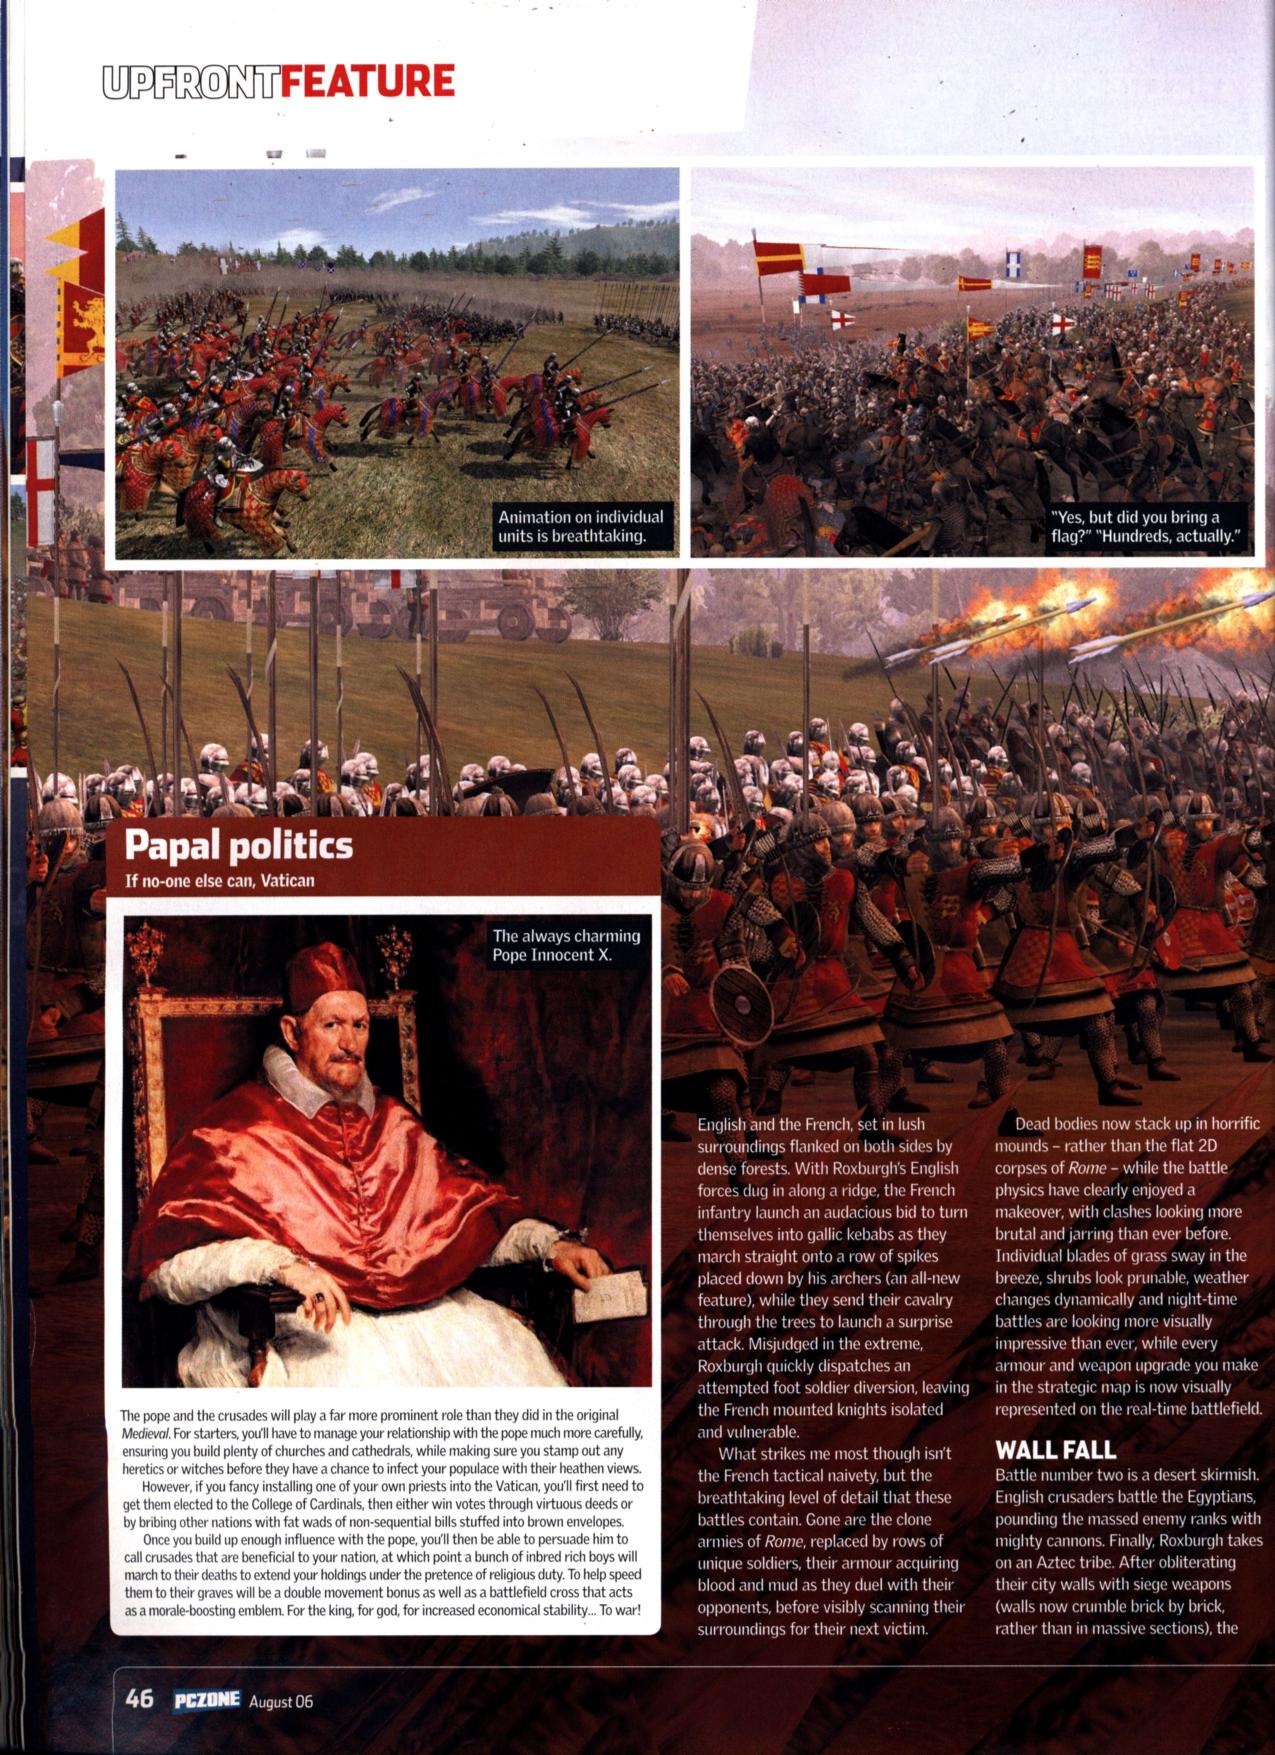 UPFRONTFEATURE
Animation on individual
units is breathtaking.
"Yes, but did you bring a
flag?" "Hundreds, actually."
Papal politics
If no-one else can, Vatican
The always charming
Pope Innocent X.
The pope and the crusades will play a far more prominent role than they did in the original
Medieval. For starters, you'll have to manage your relationship with the pope much more carefully,
ensuring you build plenty of churches and cathedrals, while making sure you stamp out any
heretics or witches before they have a chance to infect your populace with their heathen views.
However, if you fancy installing one of your own priests into the Vatican, you'll first need to
get them elected to the College of Cardinals, then either win votes through virtuous deeds or
by bribing other nations with fat wads of non-sequential bills stuffed into brown envelopes.
Once you build up enough influence with the pope, you'll then be able to persuade him to
call crusades that are beneficial to your nation, at which point a bunch of inbred rich boys will
march to their deaths to extend your holdings under the pretence of religious duty. To help speed
them to their graves will be a double movement bonus as well as a battlefield cross that acts
as a morale-boosting emblem. For the king, for god, for increased economical stability... To war!
English and the French, set in lush
surroundings flanked on both sides by
dense forests. With Roxburgh's English
forces dug in along a ridge, the French
infantry launch an audacious bid to turn
themselves into gallic kebabs as they
march straight onto a row of spikes
placed down by his archers (an all-new
feature), while they send their cavalry
through the trees to launch a surprise
attack. Misjudged in the extreme,
Roxburgh quickly dispatches an
attempted foot soldier diversion, leaving
the French mounted knights isolated
and vulnerable.
What strikes me most though isn't
the French tactical naivety, but the
breathtaking level of detail that these
battles contain. Gone are the clone
armies of Rome, replaced by rows of
unique soldiers, their armour acquiring
blood and mud as they duel with their
opponents, before visibly scanning their
surroundings for their next victim.
Dead bodies now stack up in horrific
mounds – rather than the flat 2D
corpses of Rome – while the battle
physics have clearly enjoyed a
makeover, with clashes looking more
brutal and jarring than ever before.
Individual blades of grass sway in the
breeze, shrubs look prunable, weather
changes dynamically and night-time
battles are looking more visually
impressive than ever, while every
armour and weapon upgrade you make
in the strategic map is now visually
represented on the real-time battlefield.
WALL FALL
Battle number two is a desert skirmish.
English crusaders battle the Egyptians,
pounding the massed enemy ranks with
mighty cannons. Finally, Roxburgh takes
on an Aztec tribe. After obliterating
their city walls with siege weapons
(walls now crumble brick by brick,
rather than in massive sections), the
46 PCZONE August 06